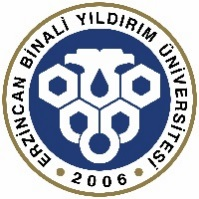 ERZİNCAN BİNALİ YILDIRIM ÜNİVERSİTESİ
• 2006 •